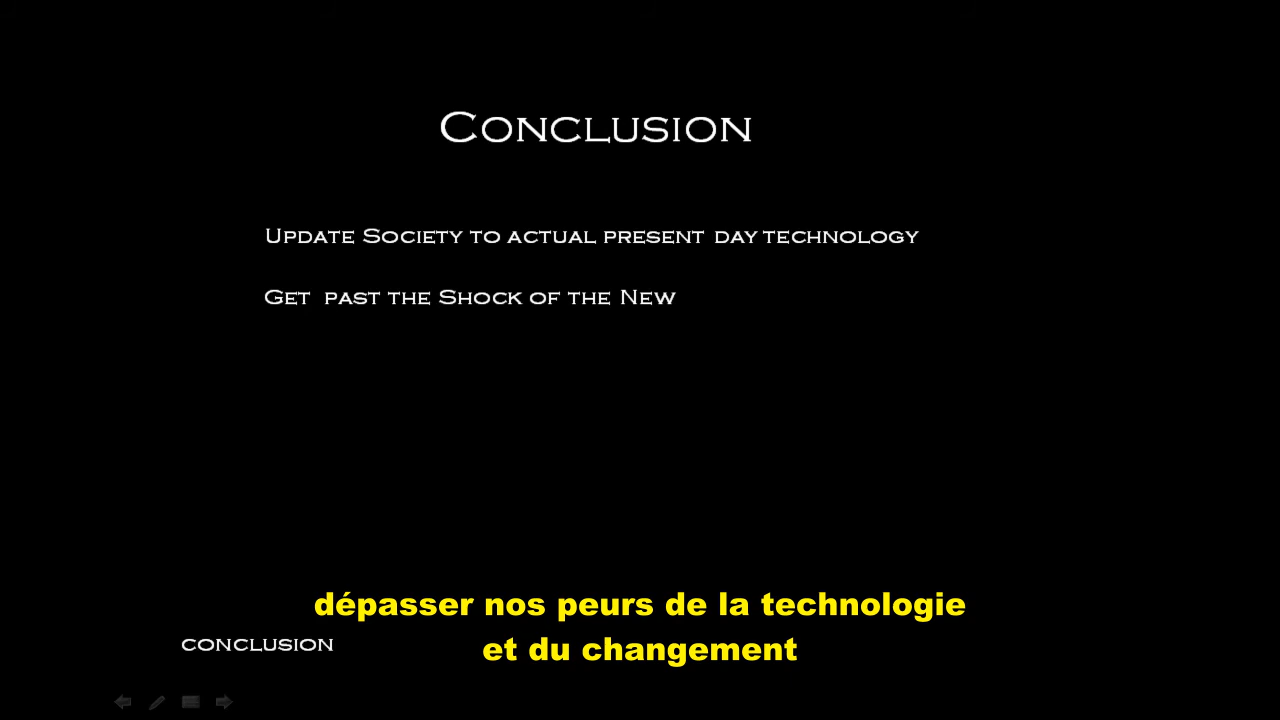 Conclusion
Update Society to actual present day technology
Get past the Shock of the New
dépasser nos peurs de la technologie
et du changement
CONCLUSION